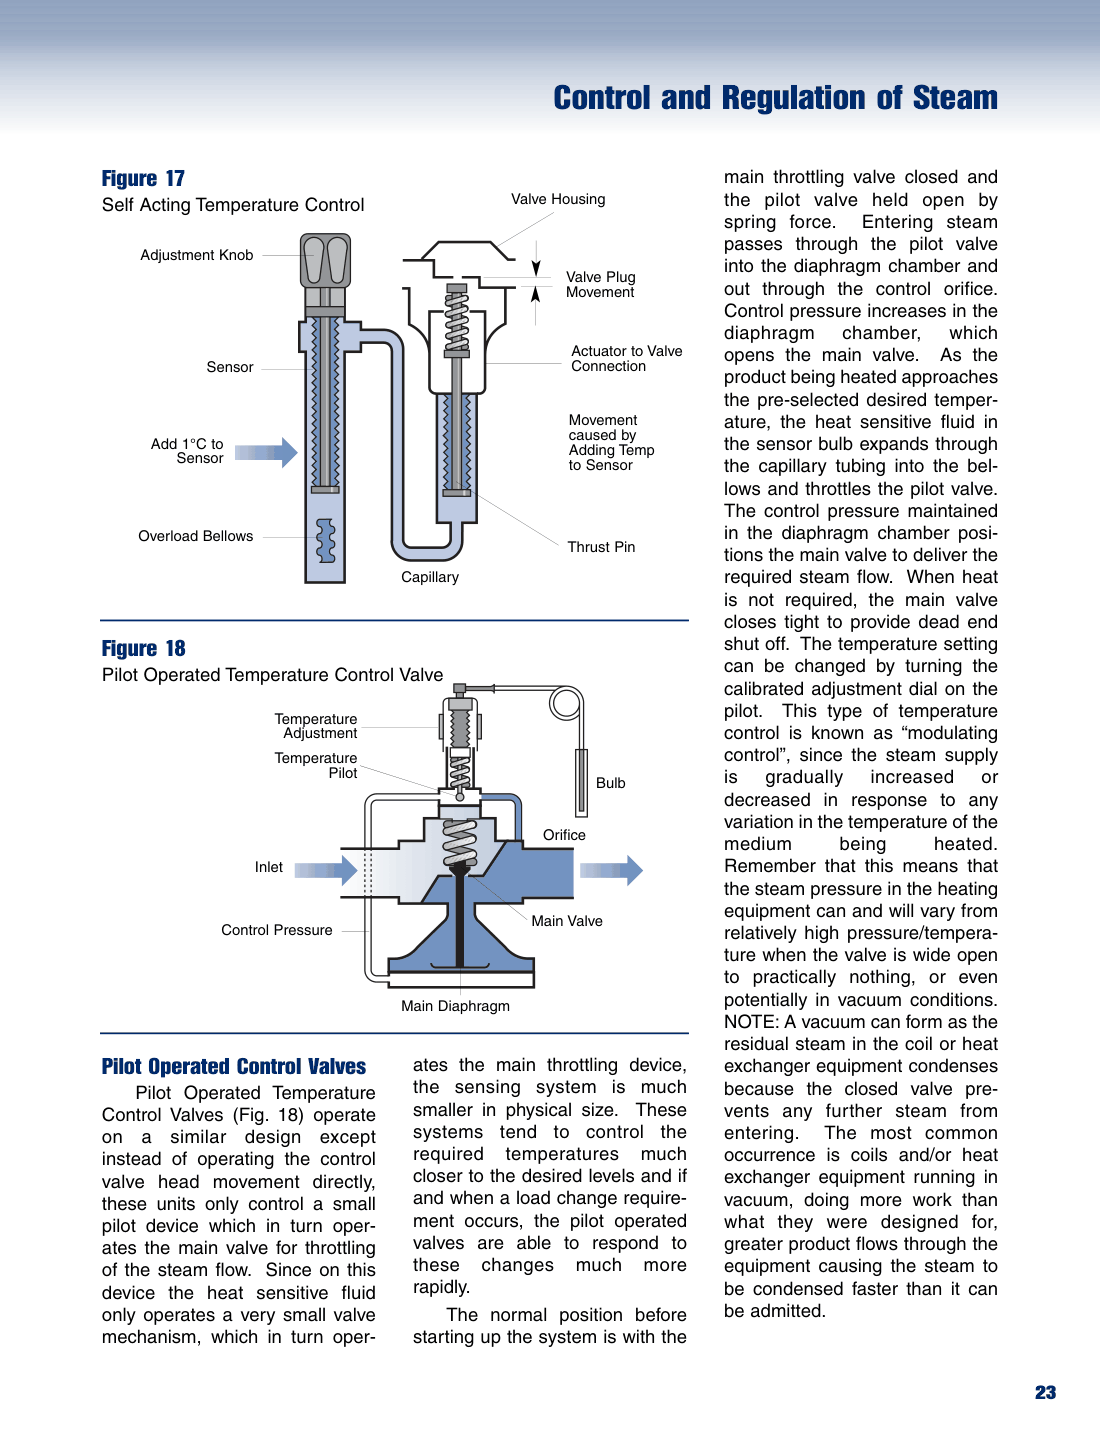 Control and Regulation of Steam
Figure 17
Self Acting Temperature Control
Valve Housing
Adjustment Knob
Valve Plug
Movement
Actuator to Valve
Connection
Sensor
Movement
caused by
Adding Temp
to Sensor
Add 1°C to
Sensor
Overload Bellows
Thrust Pin
Capillary
Figure 18
Pilot Operated Temperature Control Valve
Temperature
Adjustment
Temperature
Pilot
Bulb
Orifice
Inlet
Main Valve
Control Pressure
Main Diaphragm
Pilot Operated Control Valves
Pilot Operated Temperature
Control Valves (Fig. 18) operate
on a similar design except
instead of operating the control
valve head movement directly,
these units only control a small
pilot device which in turn oper-
ates the main valve for throttling
of the steam flow. Since on this
device the heat sensitive fluid
only operates a very small valve
mechanism, which in turn oper-
ates the main throttling device,
the sensing system is much
smaller in physical size. These
systems tend to control the
required temperatures much
closer to the desired levels and if
and when a load change require-
ment occurs, the pilot operated
valves are able to respond to
these changes much more
rapidly.
The normal position before
starting up the system is with the
main throttling valve closed and
the pilot valve held open by
spring force. Entering steam
passes through the pilot valve
into the diaphragm chamber and
out through the control orifice.
Control pressure increases in the
diaphragm chamber, which
opens the main valve. As the
product being heated approaches
the pre-selected desired temper-
ature, the heat sensitive fluid in
the sensor bulb expands through
the capillary tubing into the bel-
lows and throttles the pilot valve.
The control pressure maintained
in the diaphragm chamber posi-
tions the main valve to deliver the
required steam flow. When heat
is not required, the main valve
closes tight to provide dead end
shut off. The temperature setting
can be changed by turning the
calibrated adjustment dial on the
pilot. This type of temperature
control is known as “modulating
control”, since the steam supply
is gradually increased or
decreased in response to any
variation in the temperature of the
medium being heated.
Remember that this means that
the steam pressure in the heating
equipment can and will vary from
relatively high pressure/tempera-
ture when the valve is wide open
to practically nothing, or even
potentially in vacuum conditions.
NOTE: A vacuum can form as the
residual steam in the coil or heat
exchanger equipment condenses
because the closed valve pre-
vents any further steam from
entering. The most common
occurrence is coils and/or heat
exchanger equipment running in
vacuum, doing more work than
what they were designed for,
greater product flows through the
equipment causing the steam to
be condensed faster than it can
be admitted.
23